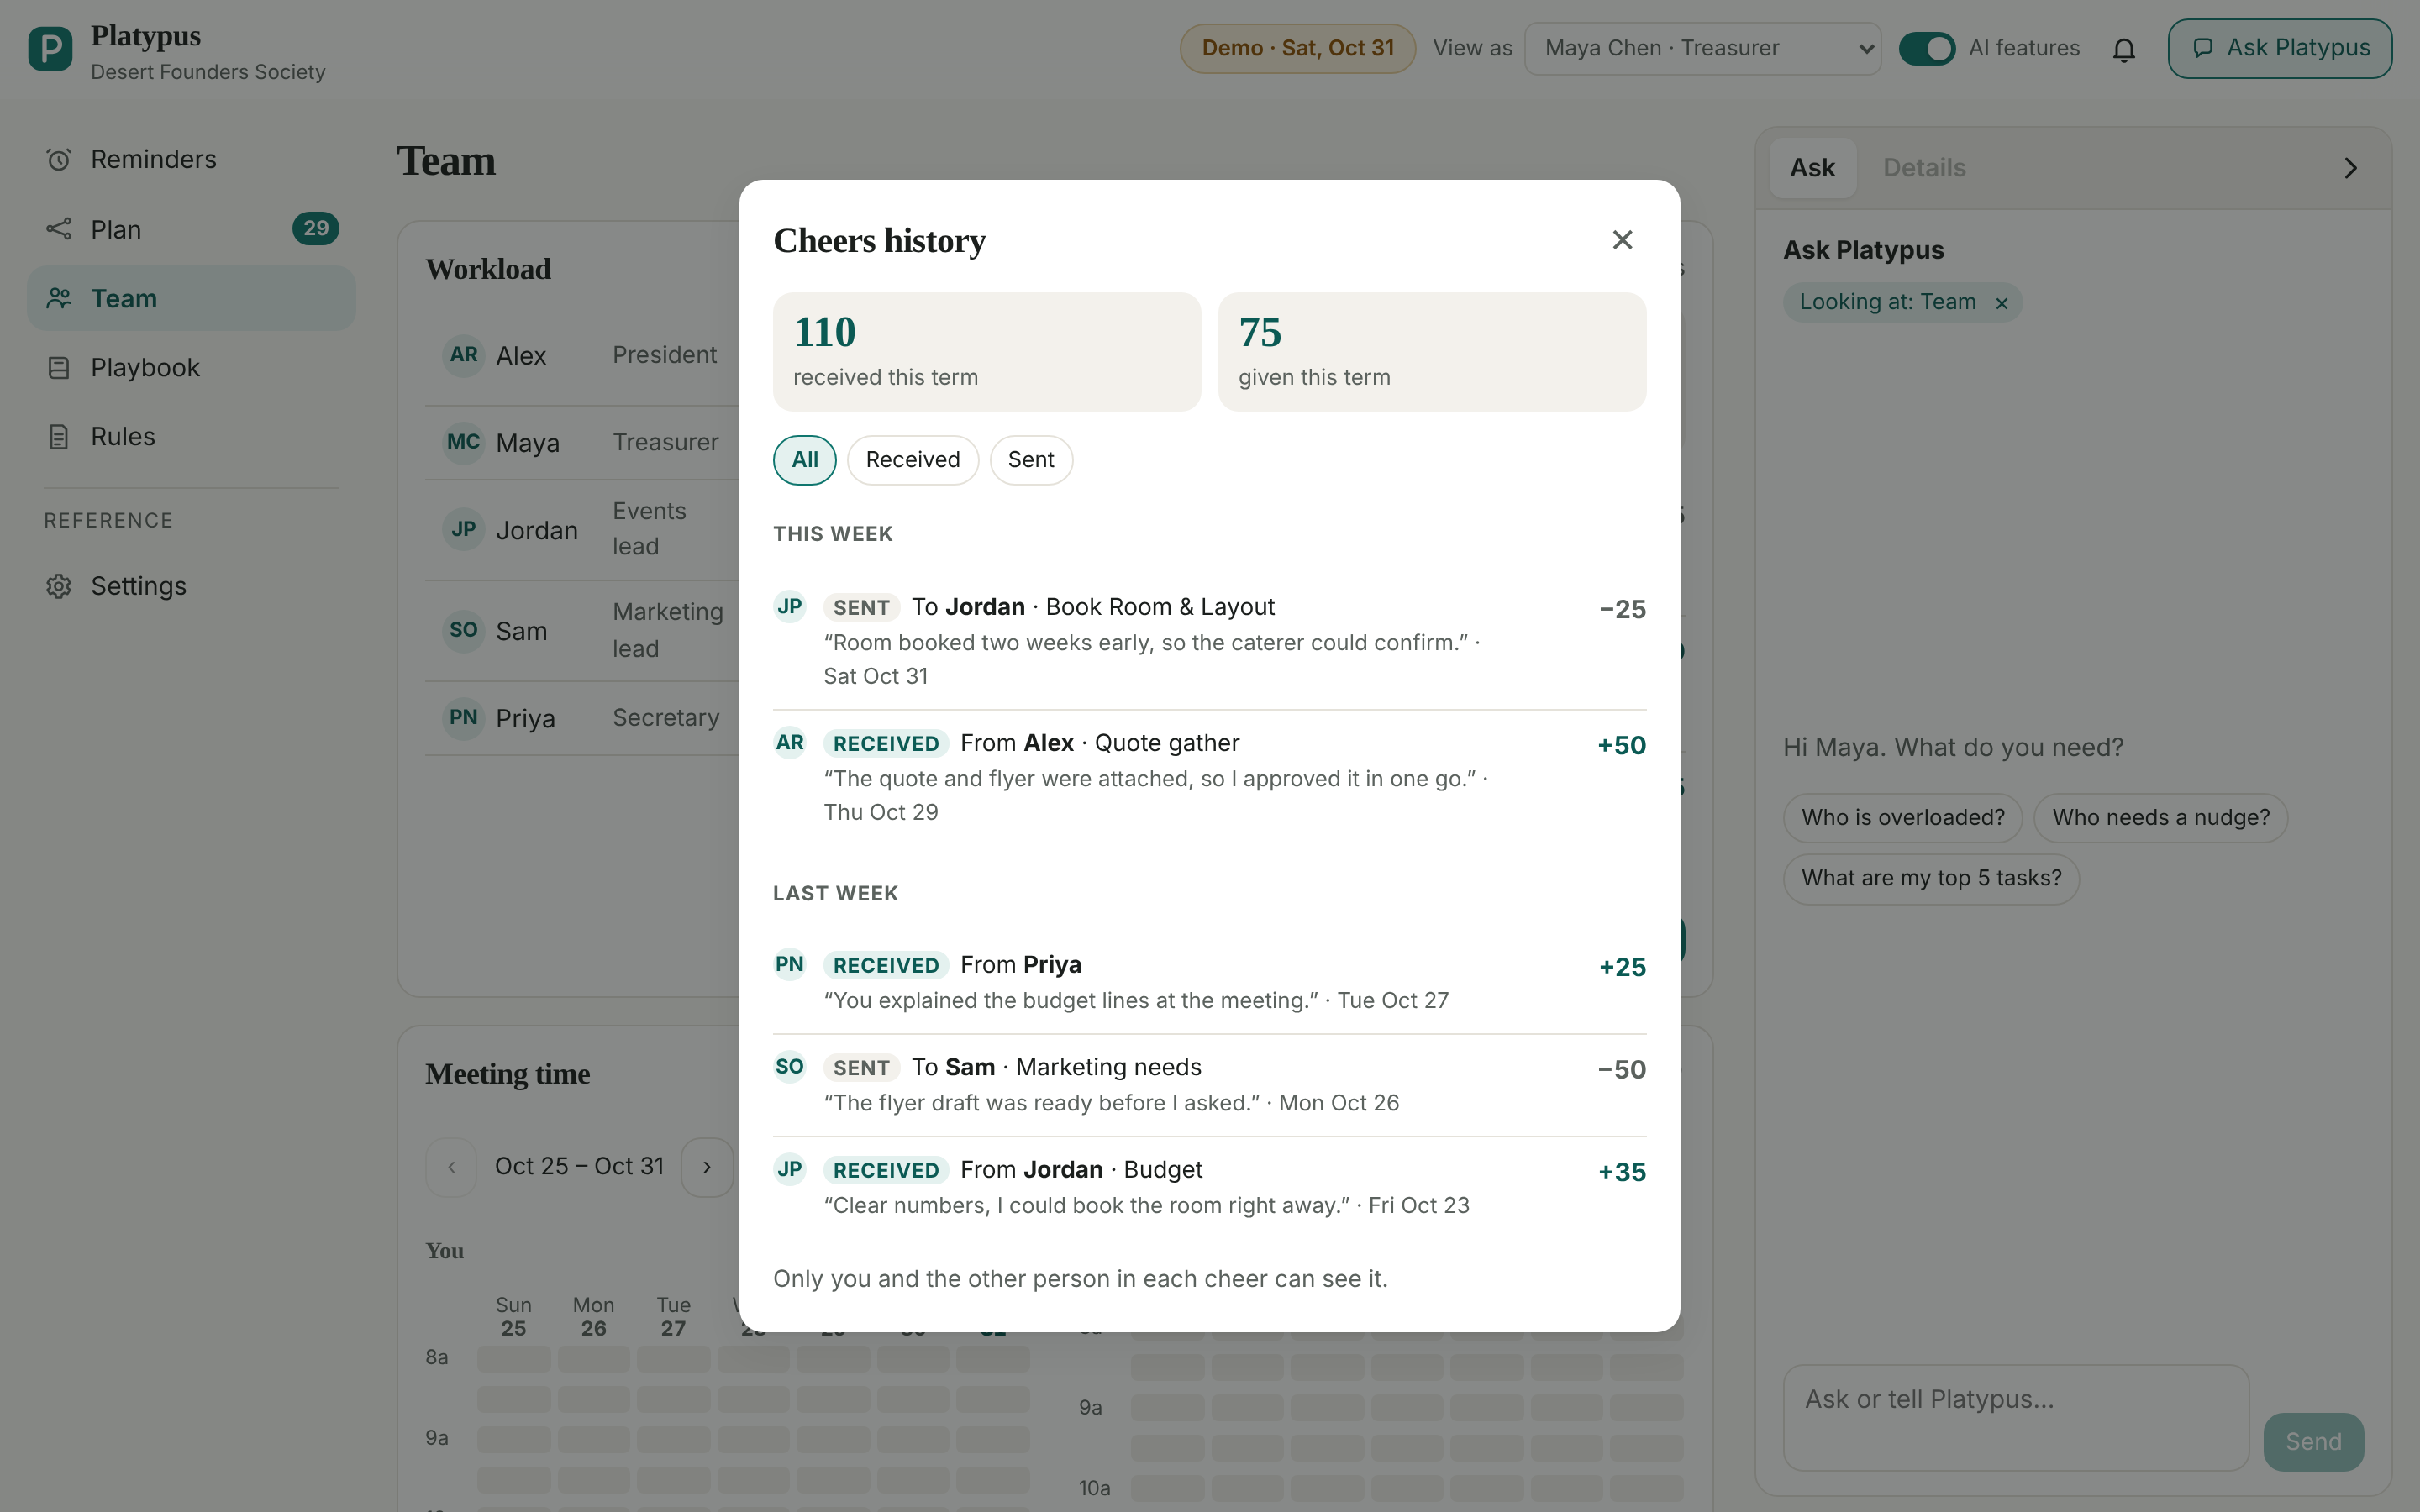 Platypus
Desert Founders Society
Demo · Sat, Oct 31
View as
Maya Chen · Treasurer
AI features
Ask Platypus
Reminders
Plan
29
Team
Playbook
Rules
REFERENCE
Settings
Team
Workload
AR Alex President
MC Maya Treasurer
JP Jordan Events
lead
SO Sam Marketing
lead
PN Priya Secretary
Meeting time
‹ Oct 25 – Oct 31 ›
You
Sun Mon Tue
25 26 27
8a
9a
9a
10a
Cheers history
110
received this term
75
given this term
All
Received
Sent
THIS WEEK
JP SENT To Jordan · Book Room & Layout −25
“Room booked two weeks early, so the caterer could confirm.” ·
Sat Oct 31
AR RECEIVED From Alex · Quote gather +50
“The quote and flyer were attached, so I approved it in one go.” ·
Thu Oct 29
LAST WEEK
PN RECEIVED From Priya +25
“You explained the budget lines at the meeting.” · Tue Oct 27
SO SENT To Sam · Marketing needs −50
“The flyer draft was ready before I asked.” · Mon Oct 26
JP RECEIVED From Jordan · Budget +35
“Clear numbers, I could book the room right away.” · Fri Oct 23
Only you and the other person in each cheer can see it.
Ask
Details
Ask Platypus
Looking at: Team ×
Hi Maya. What do you need?
Who is overloaded?
Who needs a nudge?
What are my top 5 tasks?
Ask or tell Platypus...
Send